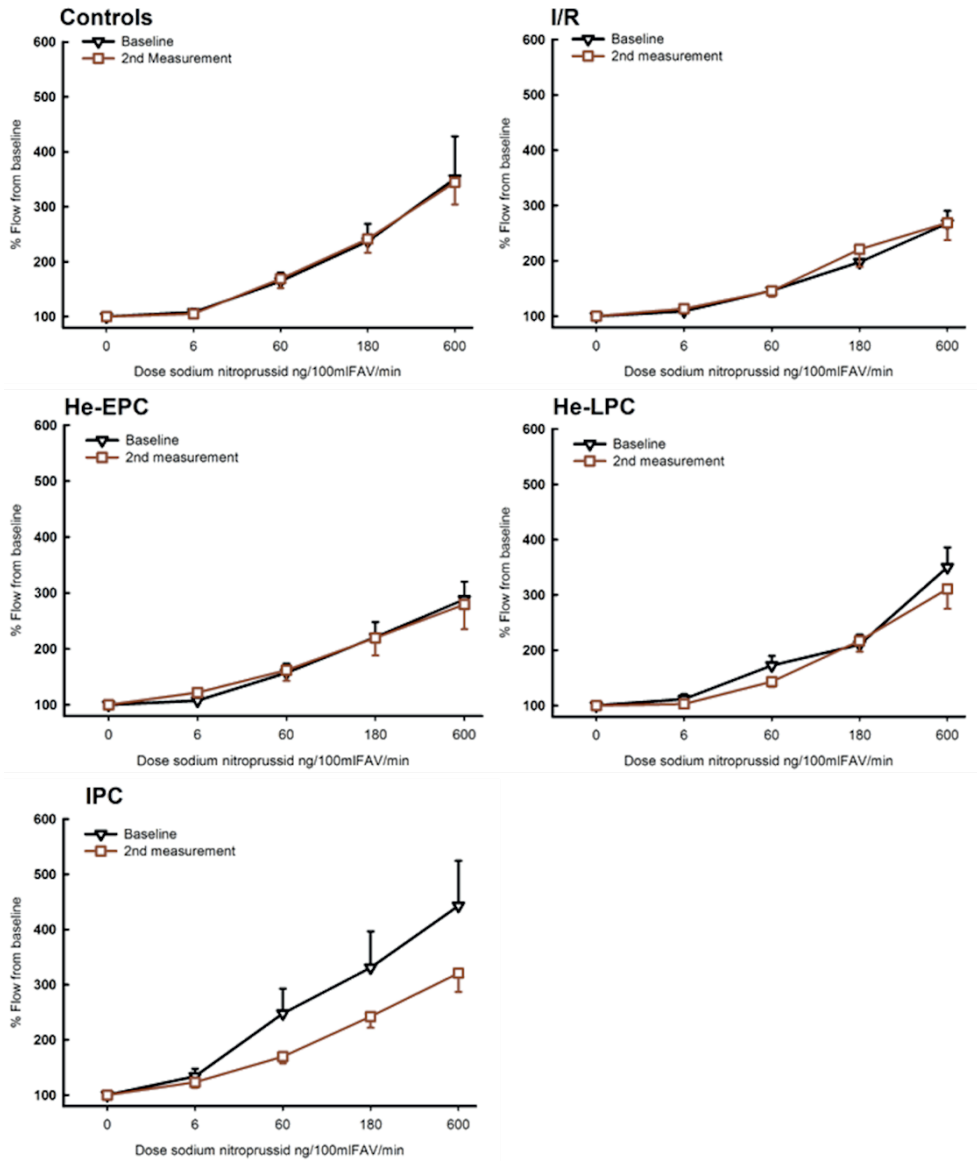 Controls
Baseline
2nd Measurement
600
500
400
300
200
100
% Flow from baseline
0 6 60 180 600
Dose sodium nitroprussid ng/100mlFAV/min
I/R
Baseline
2nd measurement
600
500
400
300
200
100
% Flow from baseline
0 6 60 180 600
Dose sodium nitroprussid ng/100mlFAV/min
He-EPC
Baseline
2nd measurement
600
500
400
300
200
100
% Flow from baseline
0 6 60 180 600
Dose sodium nitroprussid ng/100mlFAV/min
He-LPC
Baseline
2nd measurement
600
500
400
300
200
100
% Flow from baseline
0 6 60 180 600
Dose sodium nitroprussid ng/100mlFAV/min
IPC
Baseline
2nd measurement
600
500
400
300
200
100
% Flow from baseline
0 6 60 180 600
Dose sodium nitroprussid ng/100mlFAV/min